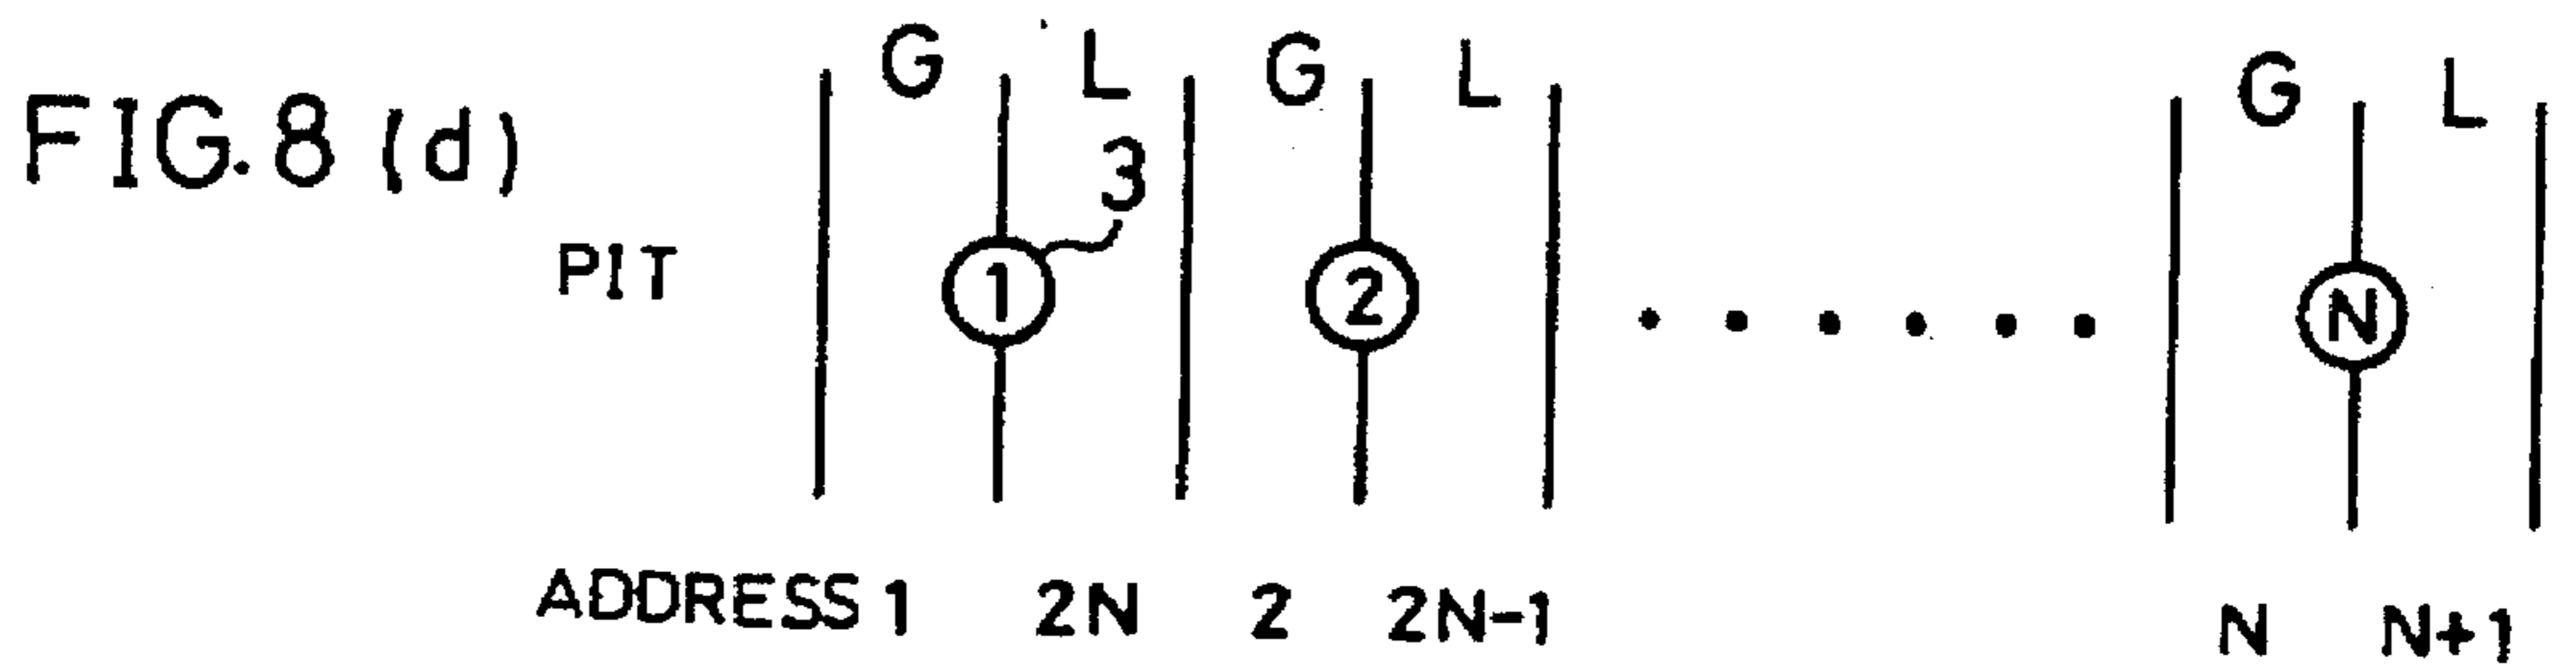 G L G L G L
FIG. 8 (d)
3
PIT 1 2 · · · · · · N
ADDRESS 1 2N 2 2N-1 N N+1